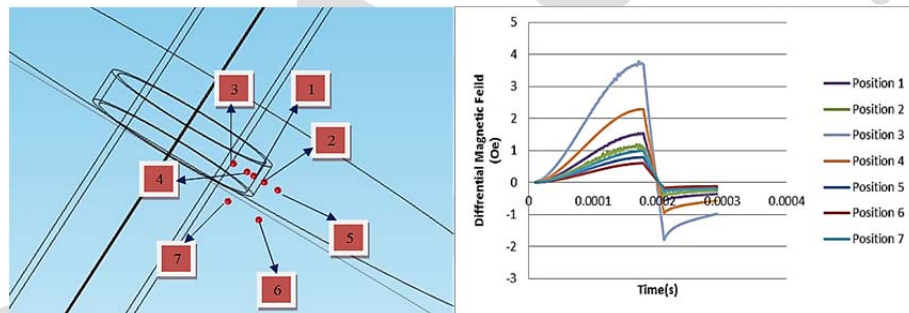 3
1
2
4
5
7
6
Diffrential Magnetic Feild
(Oe)
5
4
3
2
1
0
-1
-2
-3
0
0.0001
0.0002
0.0003
0.0004
Time(s)
Position 1
Position 2
Position 3
Position 4
Position 5
Position 6
Position 7